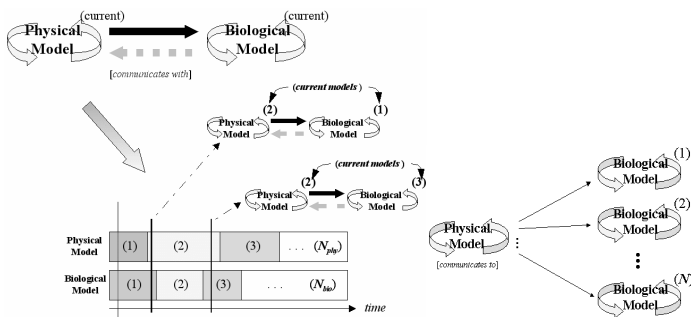 (current)
(current)
Physical
Model
Biological
Model
[communicates with]
(current models)
(2)
(1)
Physical
Model
Biological
Model
(current models)
(2)
(3)
Physical
Model
Biological
Model
Physical
Model
(1)
(2)
(3)
. . .
(Nphy)
Biological
Model
(1)
(2)
(3)
. . .
(Nbio)
time
Physical
Model
[communicates to]
Biological
Model
(1)
Biological
Model
(2)
Biological
Model
(N)